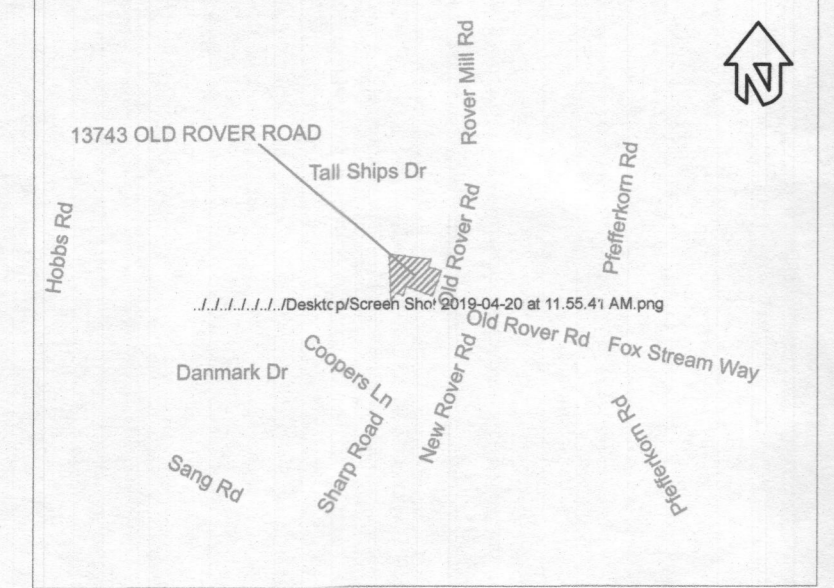 N
Rover Mill Rd
13743 OLD ROVER ROAD
Tall Ships Dr
Pfefferkorn Rd
Hobbs Rd
Old Rover Rd
../../../../../../../Desktop/Screen Shot 2019-04-20 at 11.55.41 AM.png
Old Rover Rd
Fox Stream Way
Coopers Ln
Danmark Dr
New Rover Rd
Pfefferkorn Rd
Sharp Road
Sang Rd